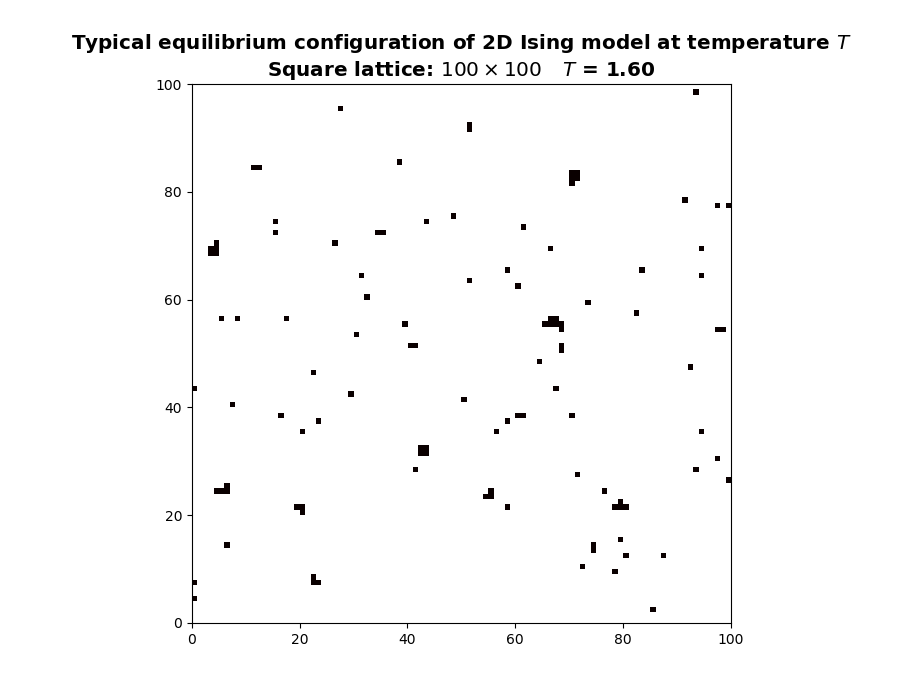 Typical equilibrium configuration of 2D Ising model at temperature T
Square lattice: 100 × 100 T = 1.60
100
80
60
40
20
0
0 20 40 60 80 100